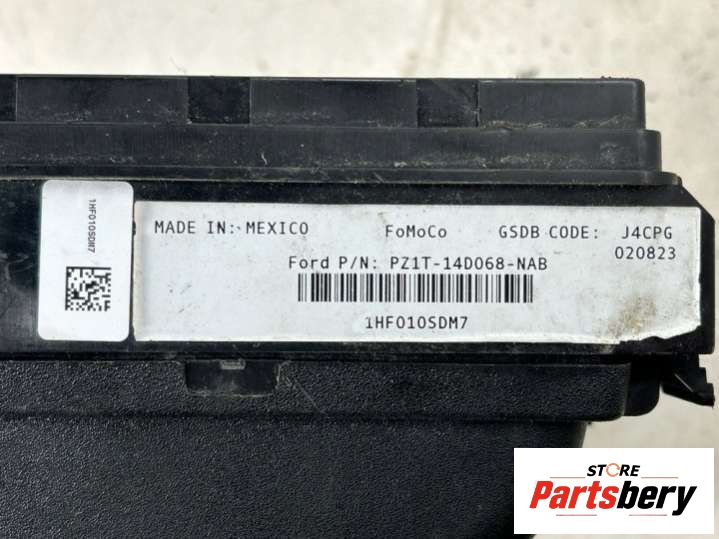 1HF010SDM7
MADE IN: MEXICO FoMoCo GSDB CODE: J4CPG
020823
Ford P/N: PZ1T-14D068-NAB
1HF010SDM7
STORE
Partsbery